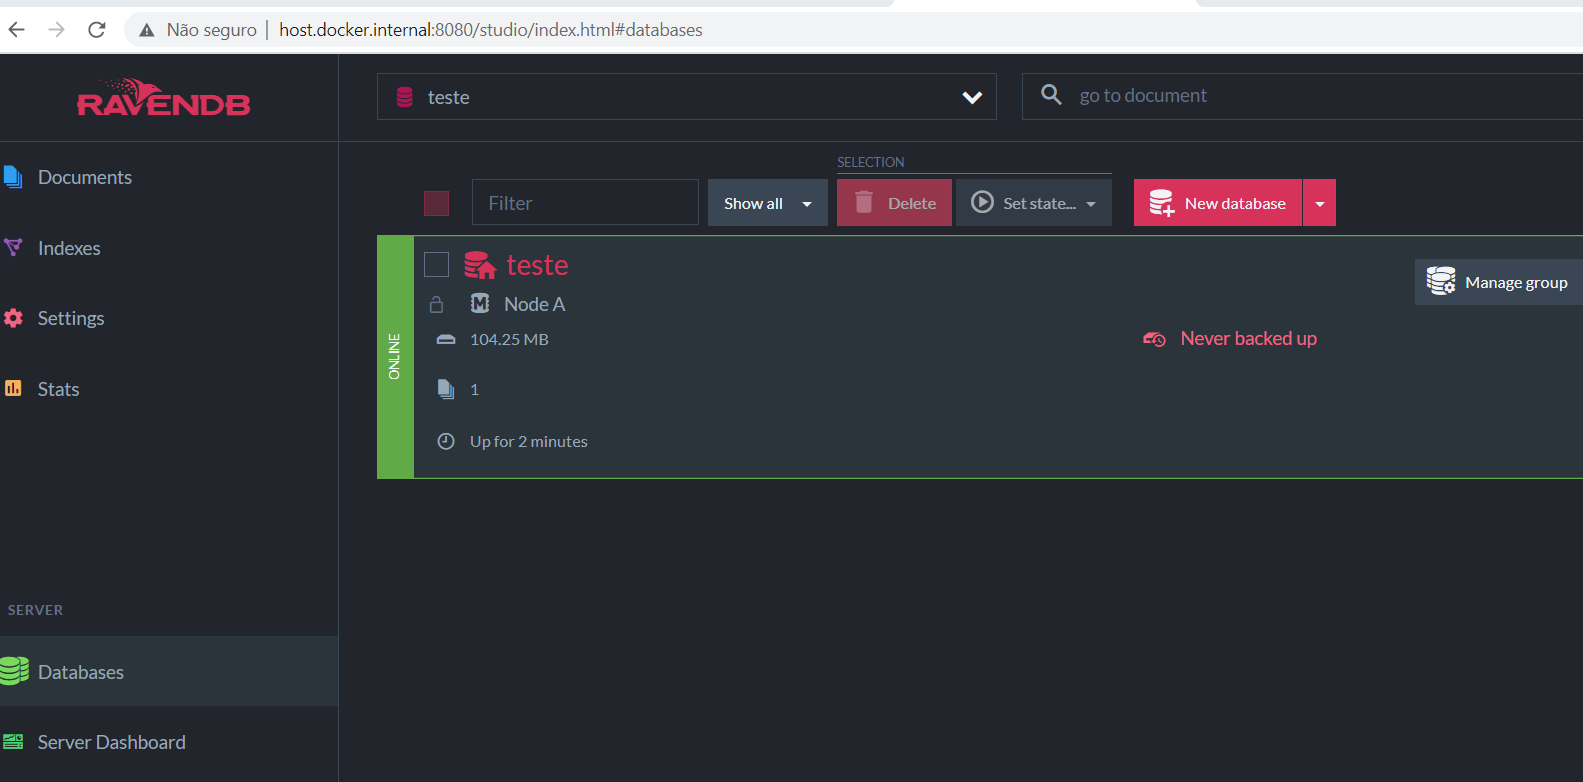 Não seguro | host.docker.internal:8080/studio/index.html#databases
RAVENDB
teste
go to document
Documents
Indexes
Settings
Stats
SERVER
Databases
Server Dashboard
SELECTION
Filter
Show all
Delete
Set state...
New database
ONLINE
teste
Manage group
Node A
104.25 MB
Never backed up
1
Up for 2 minutes